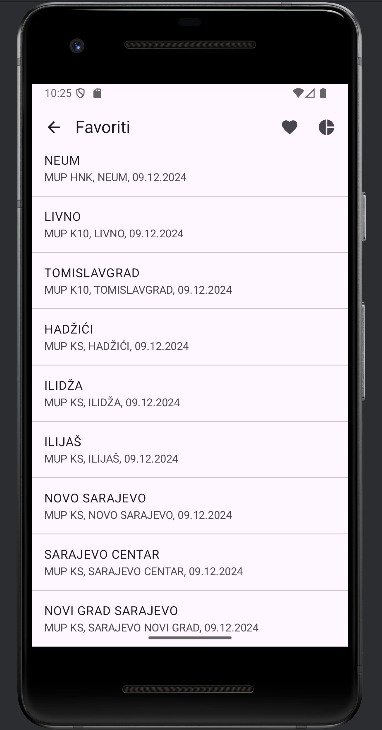 10:25
Favoriti
NEUM
MUP HNK, NEUM, 09.12.2024
LIVNO
MUP K10, LIVNO, 09.12.2024
TOMISLAVGRAD
MUP K10, TOMISLAVGRAD, 09.12.2024
HADŽIĆI
MUP KS, HADŽIĆI, 09.12.2024
ILIDŽA
MUP KS, ILIDŽA, 09.12.2024
ILIJAŠ
MUP KS, ILIJAŠ, 09.12.2024
NOVO SARAJEVO
MUP KS, NOVO SARAJEVO, 09.12.2024
SARAJEVO CENTAR
MUP KS, SARAJEVO CENTAR, 09.12.2024
NOVI GRAD SARAJEVO
MUP KS, SARAJEVO NOVI GRAD, 09.12.2024